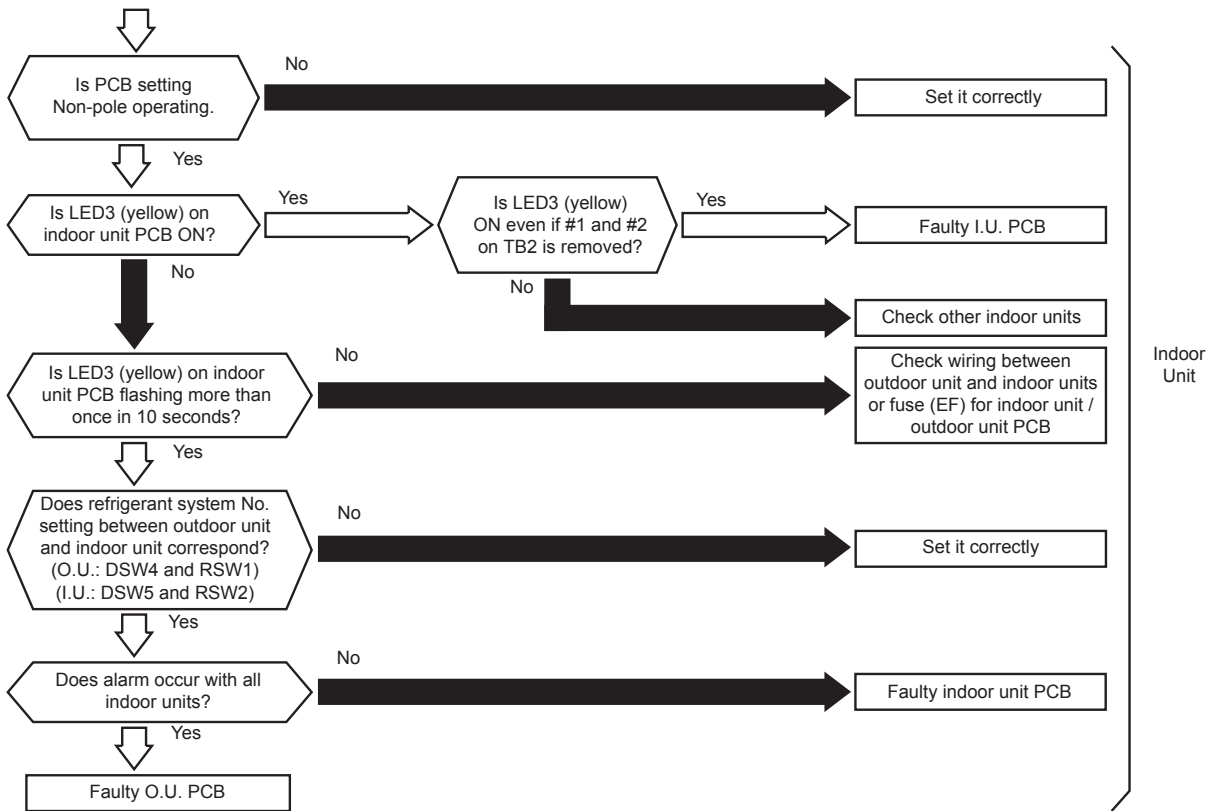 No
Is PCB setting
Non-pole operating.
Set it correctly
Yes
Is LED3 (yellow) on
indoor unit PCB ON?
Yes
Is LED3 (yellow)
ON even if #1 and #2
on TB2 is removed?
Yes
Faulty I.U. PCB
No
No
Check other indoor units
Is LED3 (yellow) on indoor
unit PCB flashing more than
once in 10 seconds?
No
Check wiring between
outdoor unit and indoor units
or fuse (EF) for indoor unit /
outdoor unit PCB
Indoor
Unit
Yes
Does refrigerant system No.
setting between outdoor unit
and indoor unit correspond?
(O.U.: DSW4 and RSW1)
(I.U.: DSW5 and RSW2)
No
Set it correctly
Yes
Does alarm occur with all
indoor units?
No
Faulty indoor unit PCB
Yes
Faulty O.U. PCB